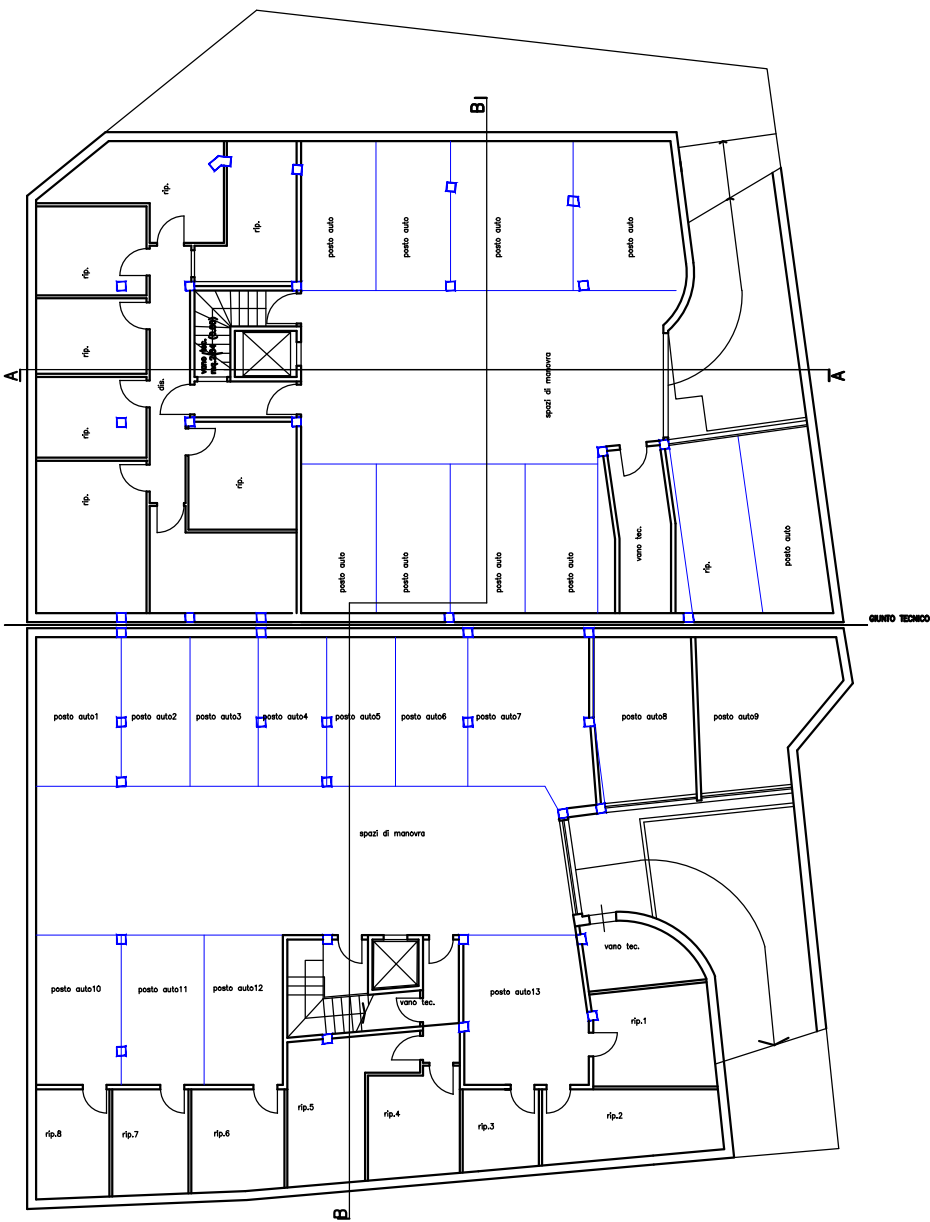 B
rip.
rip.
posto auto
posto auto
posto auto
posto auto
rip.
rip.
vano tec.
A
A
dis.
spazi di manovra
rip.
rip.
rip.
vano tec.
rip.
posto auto
posto auto
posto auto
posto auto
posto auto
GIUNTO TECNICO
posto auto1
posto auto2
posto auto3
posto auto4
posto auto5
posto auto6
posto auto7
posto auto8
posto auto9
spazi di manovra
vano tec.
posto auto10
posto auto11
posto auto12
vano tec.
posto auto13
rip.1
rip.5
rip.4
rip.3
rip.2
rip.8
rip.7
rip.6
B